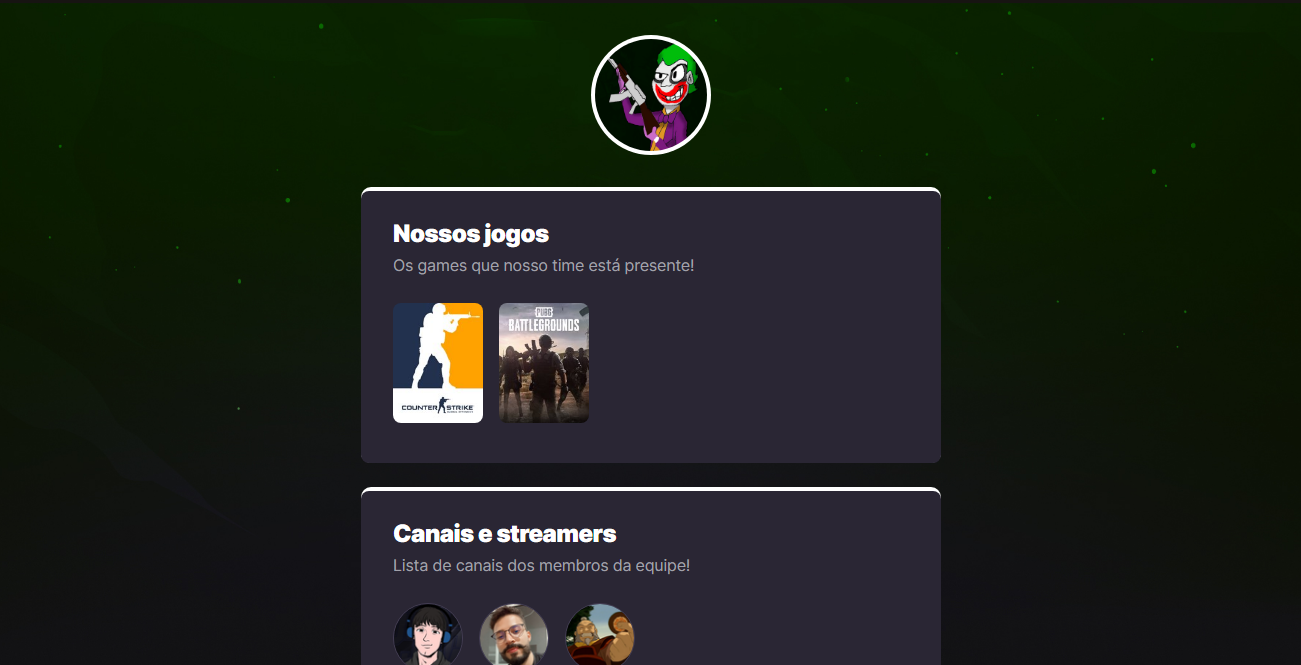 Nossos jogos
Os games que nosso time está presente!
PUBG
BATTLEGROUNDS
COUNTER STRIKE
Canais e streamers
Lista de canais dos membros da equipe!